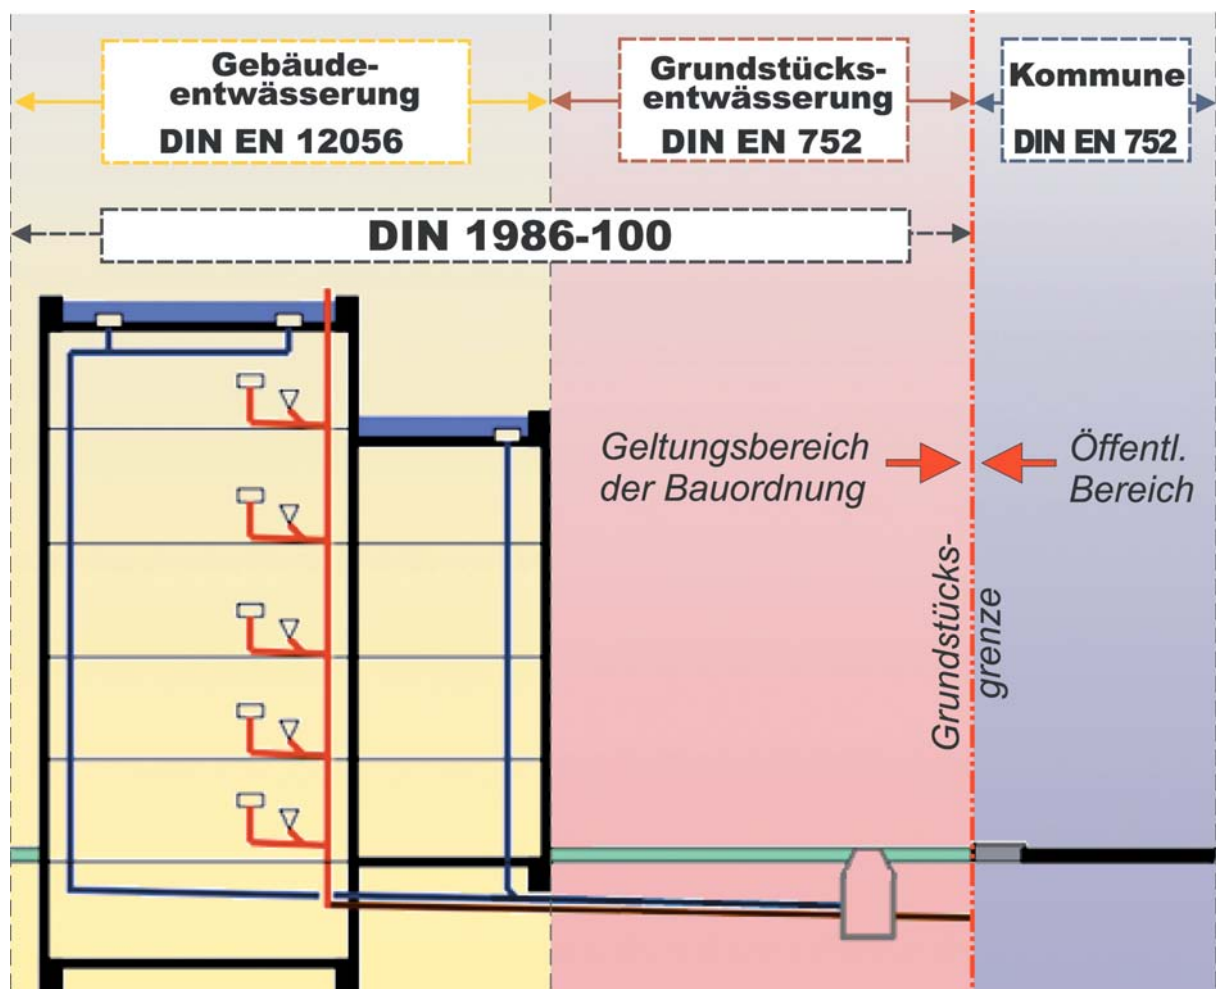 Gebäude-
entwässerung
DIN EN 12056
Grundstücks-
entwässerung
DIN EN 752
Kommune
DIN EN 752
DIN 1986-100
Geltungsbereich
der Bauordnung
Öffentl.
Bereich
Grundstücks-
grenze